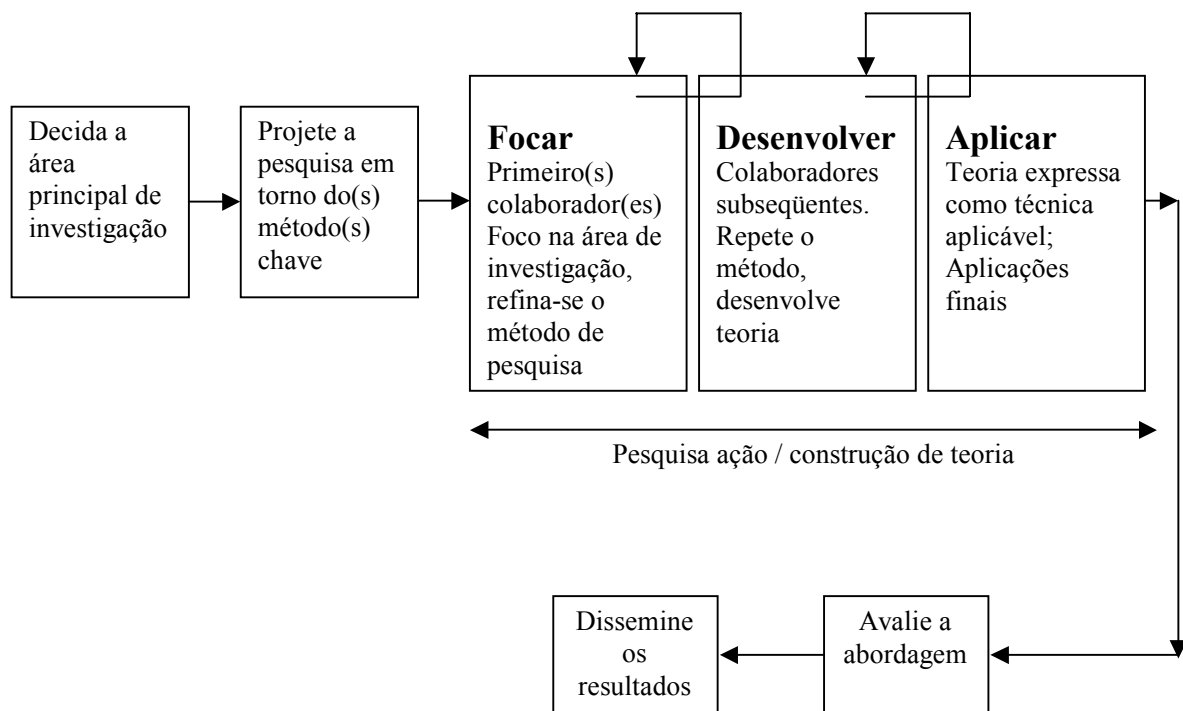 Decida a
área
principal de
investigação
Projete a
pesquisa em
torno do(s)
método(s)
chave
Focar
Primeiro(s)
colaborador(es)
Foco na área de
investigação,
refina-se o
método de
pesquisa
Desenvolver
Colaboradores
subseqüentes.
Repete o
método,
desenvolve
teoria
Aplicar
Teoria expressa
como técnica
aplicável;
Aplicações
finais
Pesquisa ação / construção de teoria
Dissemine
os
resultados
Avalie a
abordagem